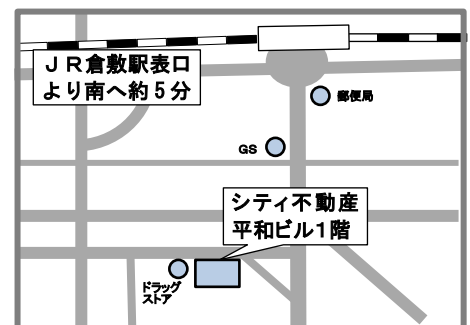 ＪＲ倉敷駅表口
より南へ約５分
郵便局
GS
シティ不動産
平和ビル１階
ドラッグ
ストア